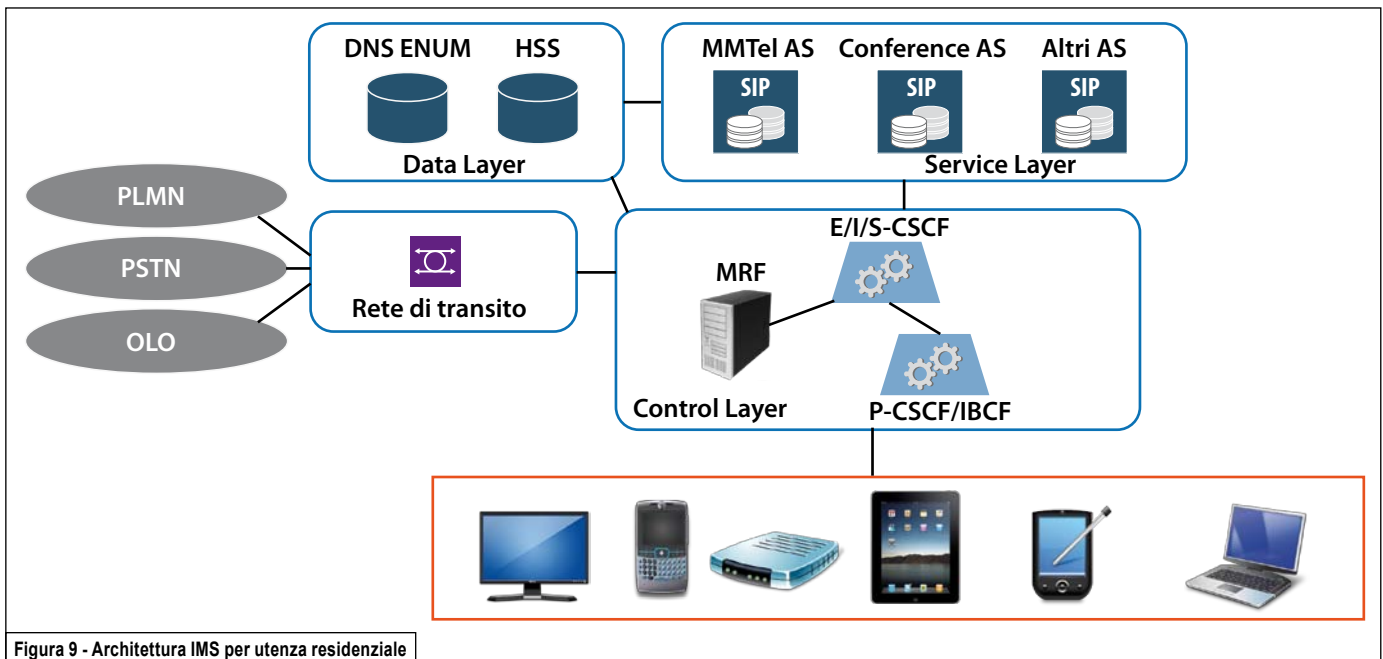 DNS ENUM
HSS
Data Layer
MMTel AS
Conference AS
Altri AS
SIP
SIP
SIP
Service Layer
PLMN
PSTN
OLO
Rete di transito
E/I/S-CSCF
MRF
Control Layer
P-CSCF/IBCF
Figura 9 - Architettura IMS per utenza residenziale